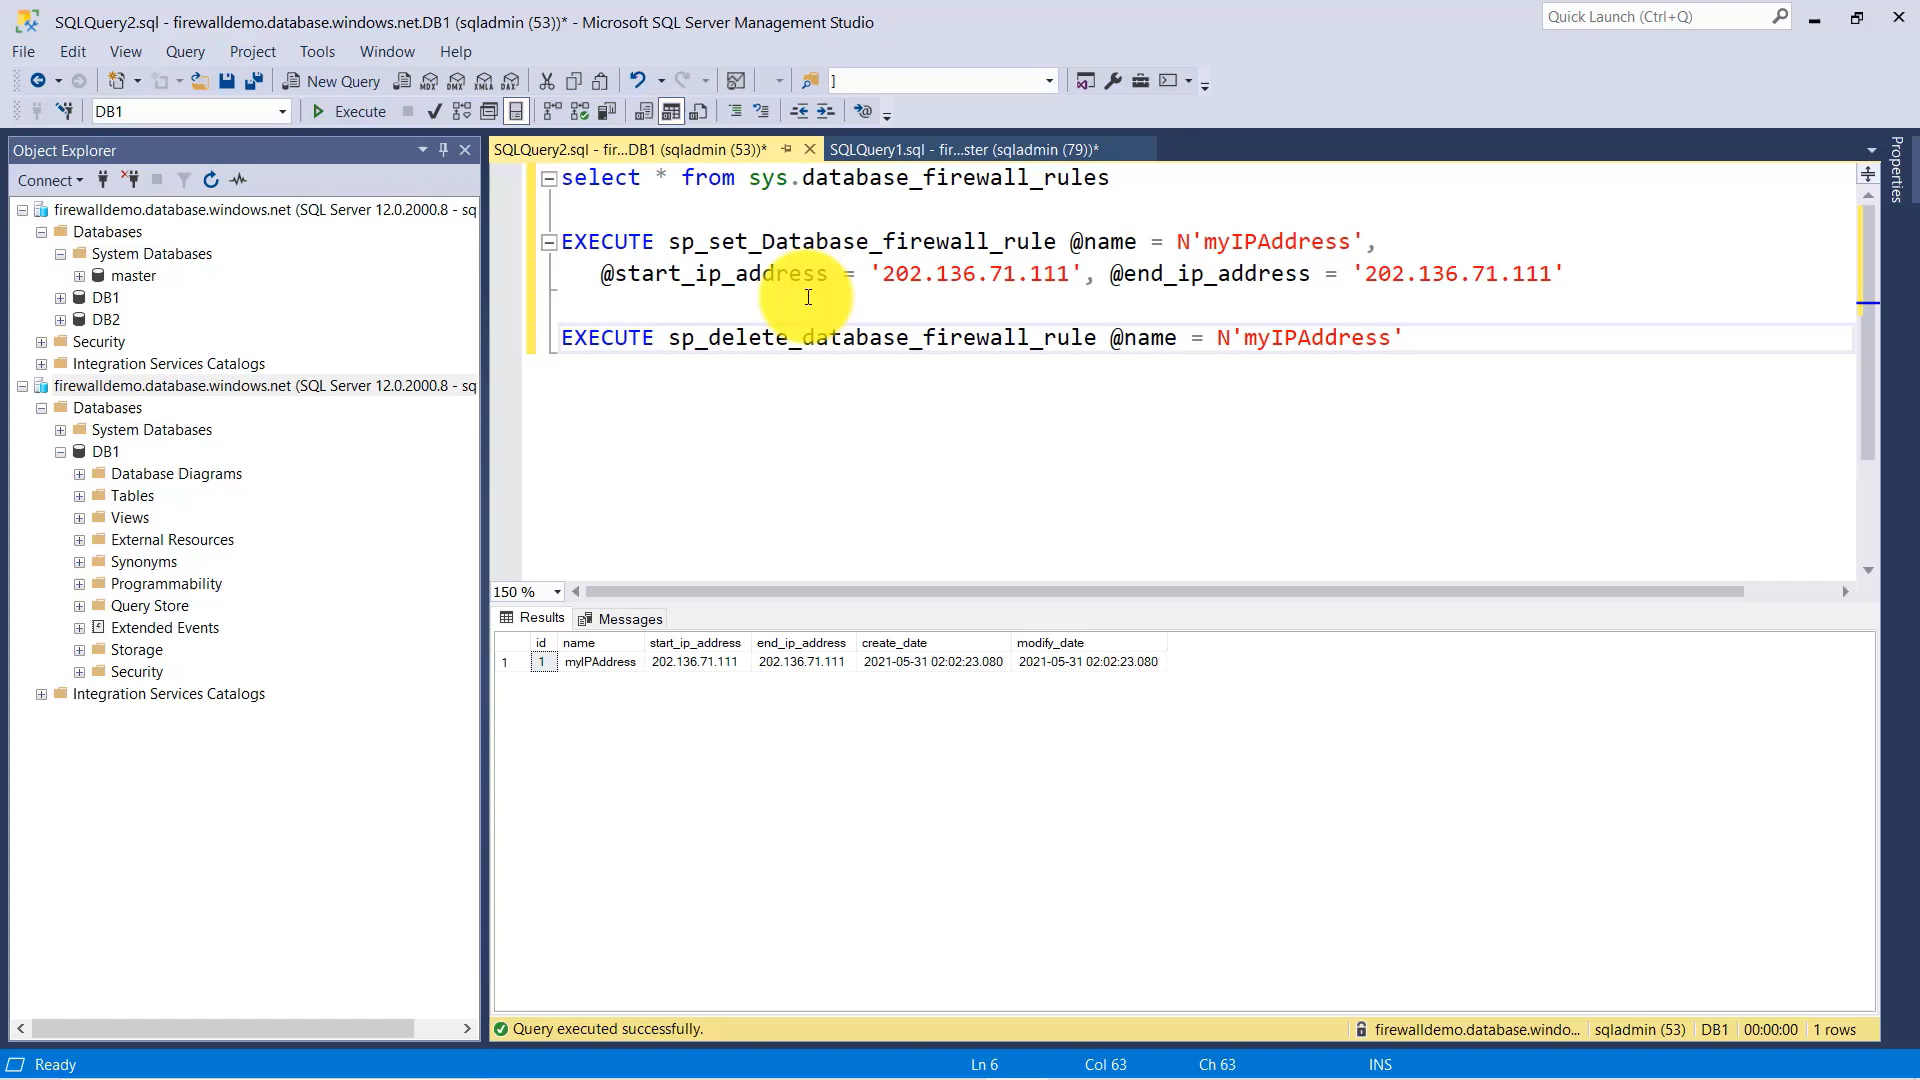 SQLQuery2.sql - firewalldemo.database.windows.net.DB1 (sqladmin (53))* - Microsoft SQL Server Management Studio
Quick Launch (Ctrl+Q)
File Edit View Query Project Tools Window Help
New Query
MDX DMX XMLA DAX
]
DB1
Execute
Object Explorer
SQLQuery2.sql - fir...DB1 (sqladmin (53))*
SQLQuery1.sql - fir...ster (sqladmin (79))*
Properties
Connect
firewalldemo.database.windows.net (SQL Server 12.0.2000.8 - sq
Databases
System Databases
master
DB1
DB2
Security
Integration Services Catalogs
firewalldemo.database.windows.net (SQL Server 12.0.2000.8 - sq
Databases
System Databases
DB1
Database Diagrams
Tables
Views
External Resources
Synonyms
Programmability
Query Store
Extended Events
Storage
Security
Integration Services Catalogs
select * from sys.database_firewall_rules
EXECUTE sp_set_Database_firewall_rule @name = N'myIPAddress',
@start_ip_address = '202.136.71.111', @end_ip_address = '202.136.71.111'
EXECUTE sp_delete_database_firewall_rule @name = N'myIPAddress'
150 %
Results Messages
id name start_ip_address end_ip_address create_date modify_date
1 1 myIPAddress 202.136.71.111 202.136.71.111 2021-05-31 02:02:23.080 2021-05-31 02:02:23.080
Query executed successfully.
firewalldemo.database.windo... sqladmin (53) DB1 00:00:00 1 rows
Ready
Ln 6 Col 63 Ch 63 INS